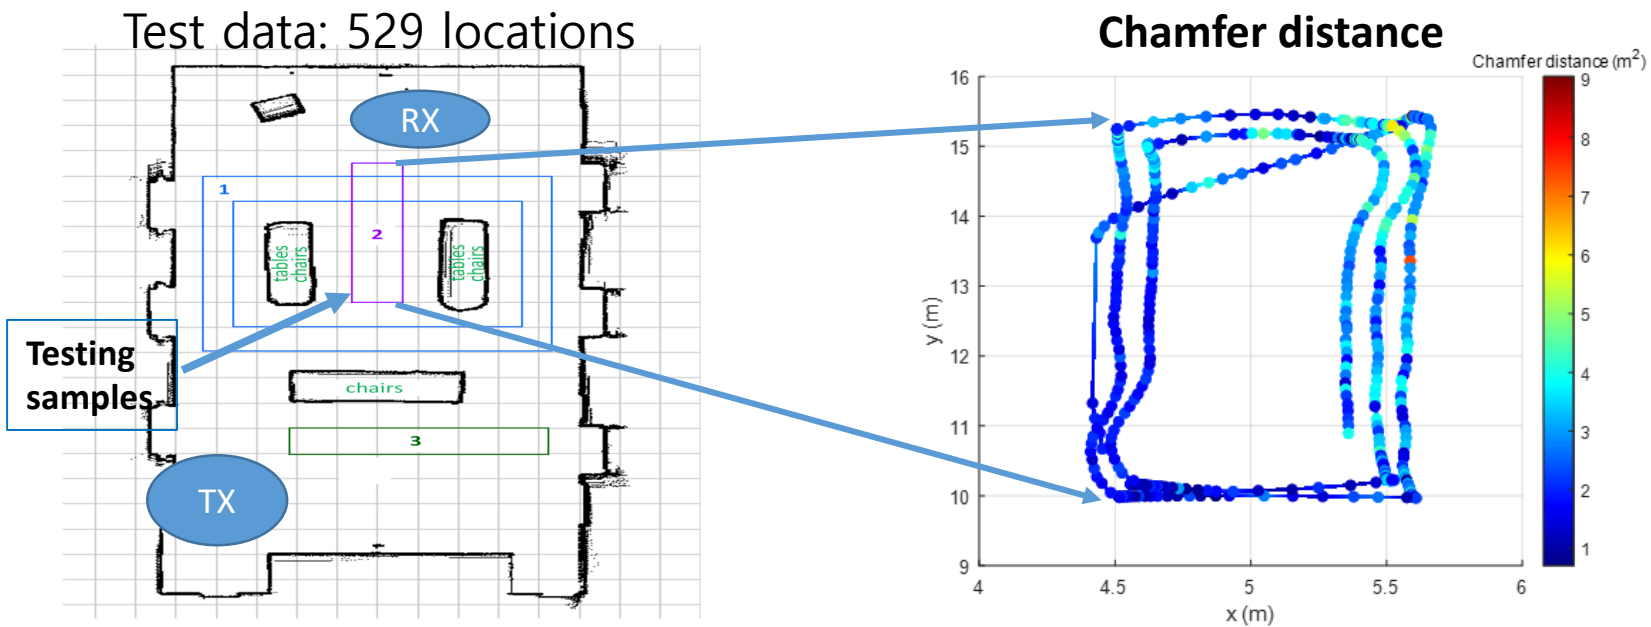 Test data: 529 locations
RX
1
2
tables
chairs
tables
chairs
Testing
samples
chairs
3
TX
Chamfer distance
Chamfer distance (m²)
16
15
14
13
12
11
10
9
y (m)
4
4.5
5
5.5
6
x (m)
9
8
7
6
5
4
3
2
1